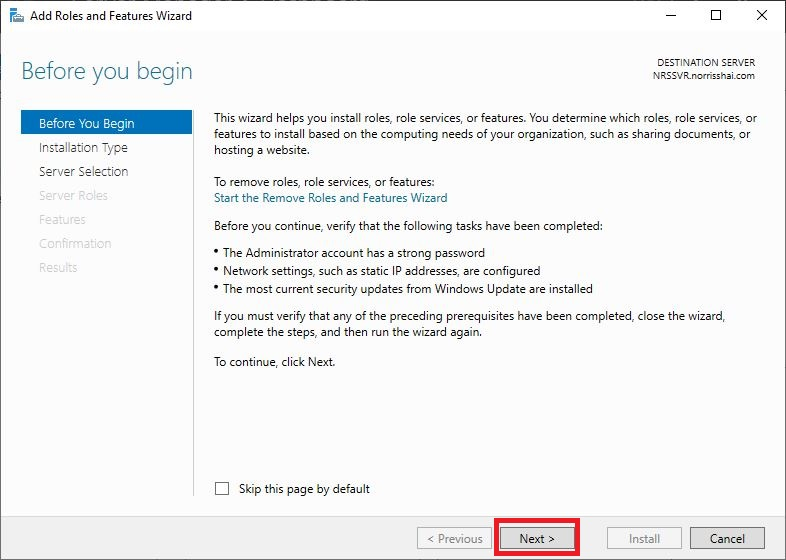 Add Roles and Features Wizard
Before you begin
DESTINATION SERVER
NRSSVR.norrisshai.com
Before You Begin
Installation Type
Server Selection
Server Roles
Features
Confirmation
Results
This wizard helps you install roles, role services, or features. You determine which roles, role services, or
features to install based on the computing needs of your organization, such as sharing documents, or
hosting a website.
To remove roles, role services, or features:
Start the Remove Roles and Features Wizard
Before you continue, verify that the following tasks have been completed:
• The Administrator account has a strong password
• Network settings, such as static IP addresses, are configured
• The most current security updates from Windows Update are installed
If you must verify that any of the preceding prerequisites have been completed, close the wizard,
complete the steps, and then run the wizard again.
To continue, click Next.
Skip this page by default
< Previous
Next >
Install
Cancel